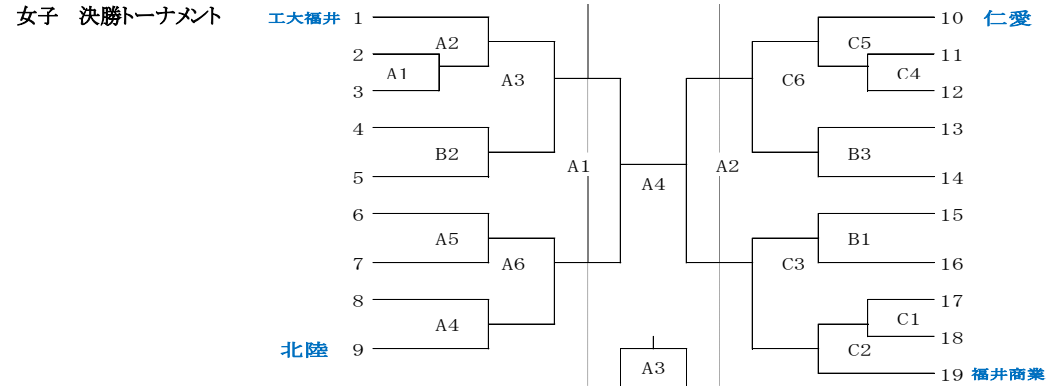 女子　決勝トーナメント
工大福井 1
2
3
4
5
6
7
8
北陸 9
A1
A2
A3
B2
A5
A6
A4
A1
A4
A3
A2
C5
C4
C6
B3
B1
C3
C1
C2
10 仁愛
11
12
13
14
15
16
17
18
19 福井商業